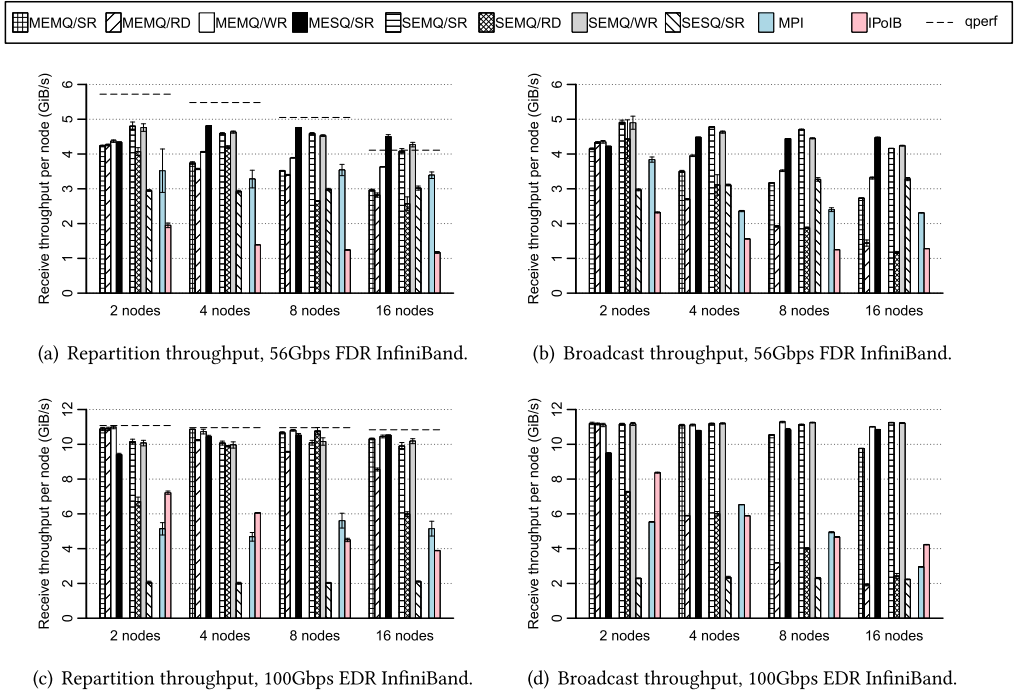 MEMQ/SR MEMQ/RD MEMQ/WR MESQ/SR SEMQ/SR SEMQ/RD SEMQ/WR SESQ/SR MPI IPoIB qperf
Receive throughput per node (GiB/s)
6
5
4
3
2
1
0
2 nodes 4 nodes 8 nodes 16 nodes
(a) Repartition throughput, 56Gbps FDR InfiniBand.
Receive throughput per node (GiB/s)
6
5
4
3
2
1
0
2 nodes 4 nodes 8 nodes 16 nodes
(b) Broadcast throughput, 56Gbps FDR InfiniBand.
Receive throughput per node (GiB/s)
12
10
8
6
4
2
0
2 nodes 4 nodes 8 nodes 16 nodes
(c) Repartition throughput, 100Gbps EDR InfiniBand.
Receive throughput per node (GiB/s)
12
10
8
6
4
2
0
2 nodes 4 nodes 8 nodes 16 nodes
(d) Broadcast throughput, 100Gbps EDR InfiniBand.